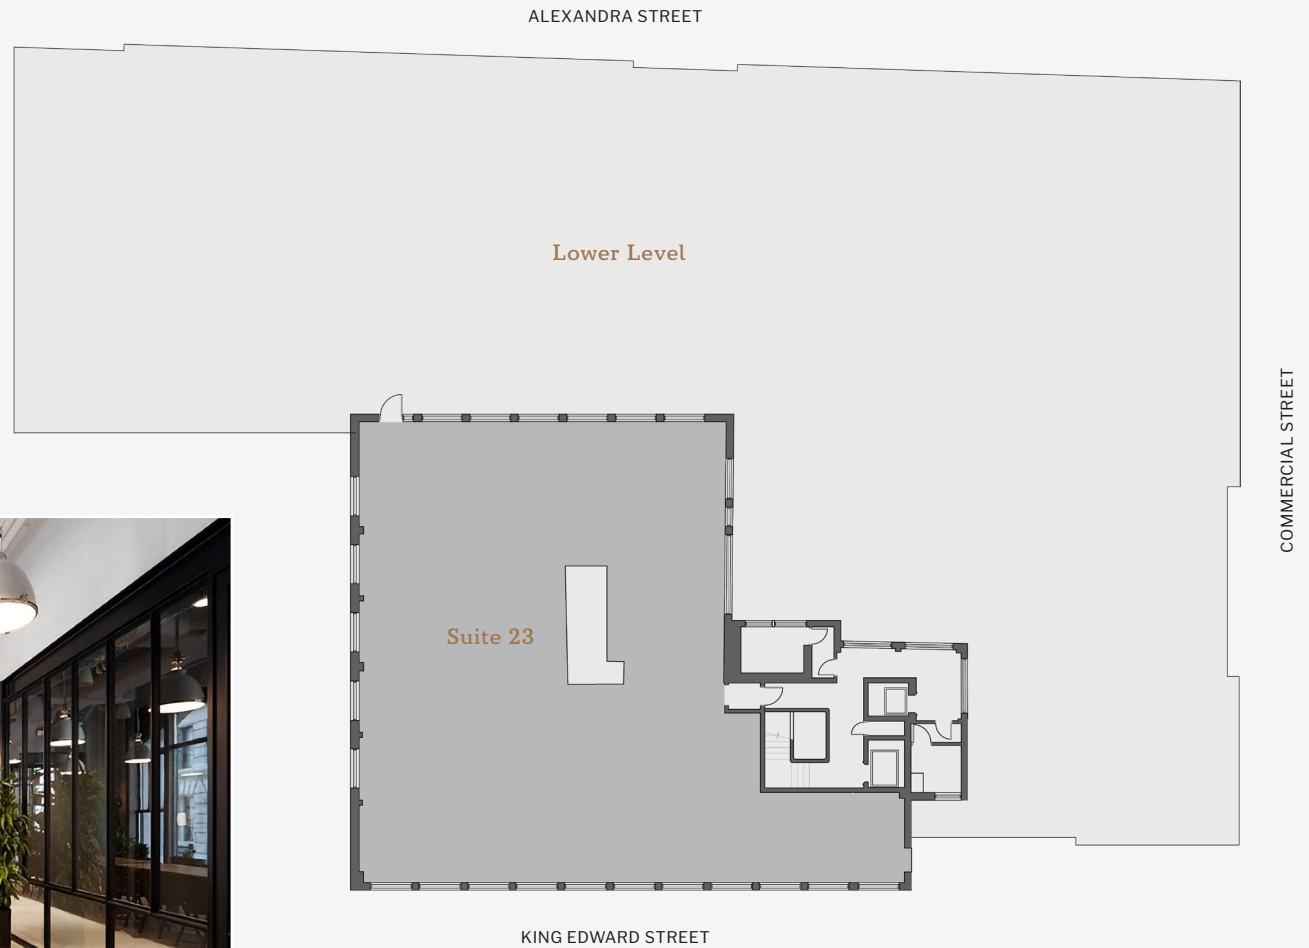 ALEXANDRA STREET
Lower Level
COMMERCIAL STREET
Suite 23
KING EDWARD STREET